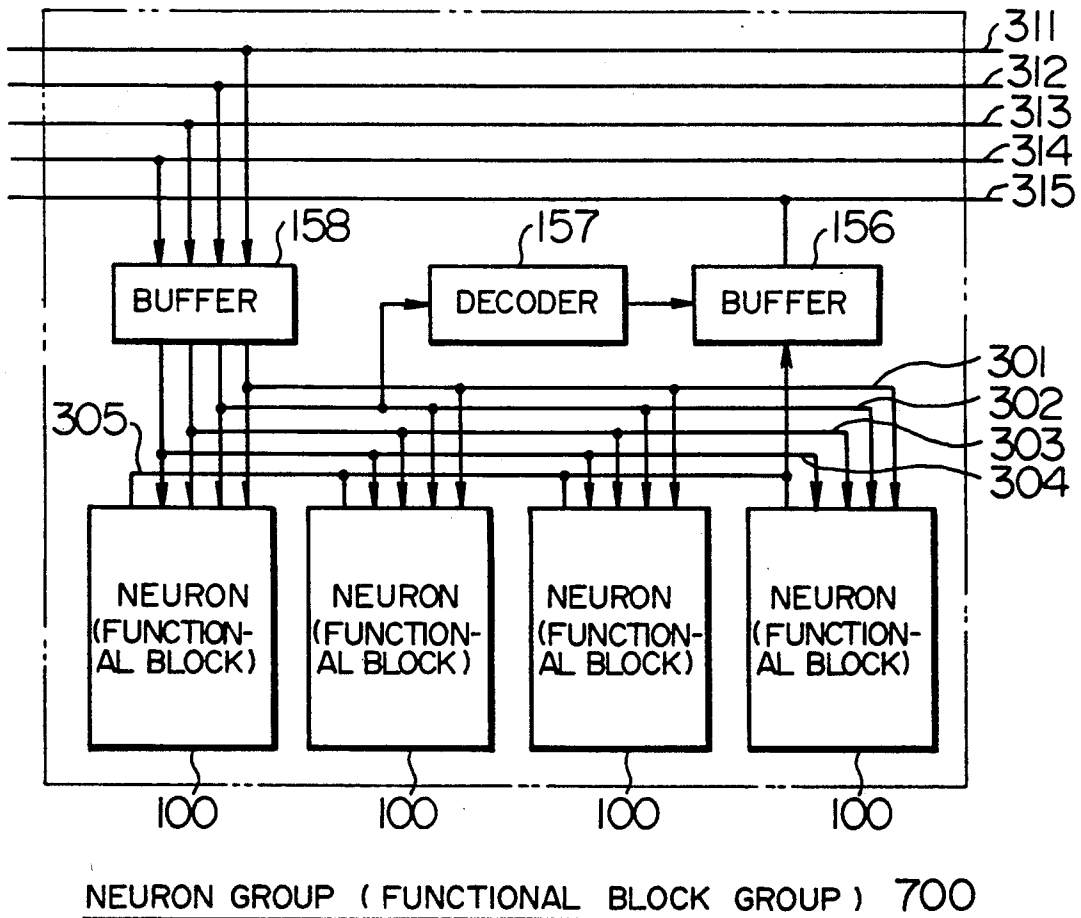 311
312
313
314
315
158
157
156
BUFFER
DECODER
BUFFER
301
302
303
304
305
NEURON
(FUNCTION-
AL BLOCK)
NEURON
(FUNCTION-
AL BLOCK)
NEURON
(FUNCTION-
AL BLOCK)
NEURON
(FUNCTION-
AL BLOCK)
100
100
100
100
NEURON GROUP (FUNCTIONAL BLOCK GROUP) 700